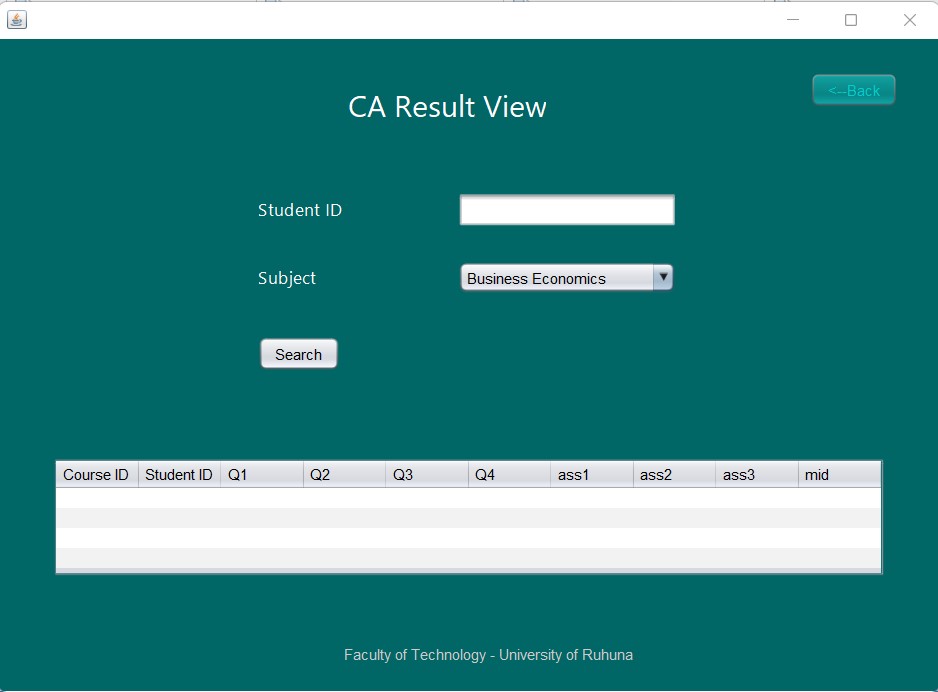 <--Back
CA Result View
Student ID
Subject
Business Economics
Search
Course ID Student ID Q1 Q2 Q3 Q4 ass1 ass2 ass3 mid
Faculty of Technology - University of Ruhuna